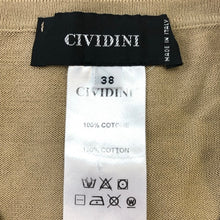 CIVIDINI
MADE IN ITALY
38
CIVIDINI
100% COTONE
100% COTTON